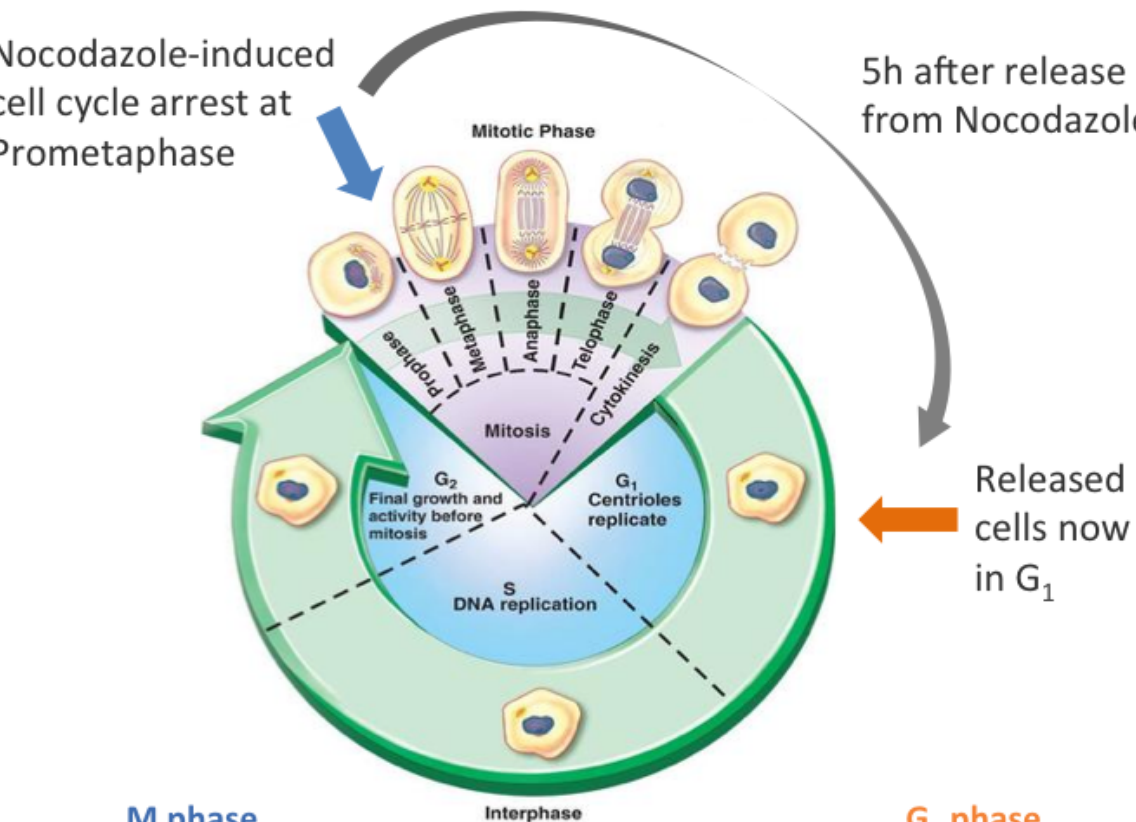 Nocodazole-induced
cell cycle arrest at
Prometaphase
5h after release
from Nocodazole
Mitotic Phase
Prophase
Metaphase
Anaphase
Telophase
Cytokinesis
Mitosis
G₂
Final growth and
activity before
mitosis
G₁
Centrioles
replicate
S
DNA replication
Released
cells now
in G₁
Interphase
M phase
G phase